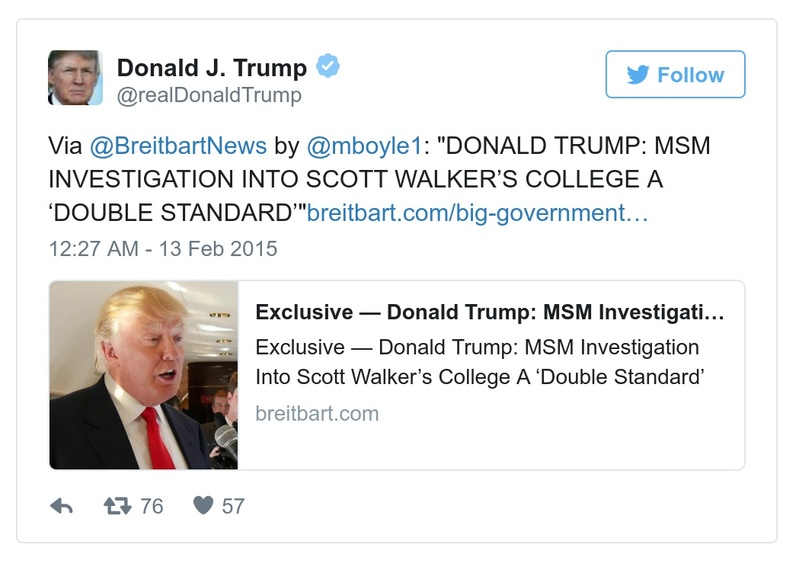 Donald J. Trump
@realDonaldTrump
Follow
Via @BreitbartNews by @mboyle1: "DONALD TRUMP: MSM
INVESTIGATION INTO SCOTT WALKER’S COLLEGE A
‘DOUBLE STANDARD’"breitbart.com/big-government…
12:27 AM - 13 Feb 2015
Exclusive — Donald Trump: MSM Investigati…
Exclusive — Donald Trump: MSM Investigation
Into Scott Walker’s College A ‘Double Standard’
breitbart.com
76 57